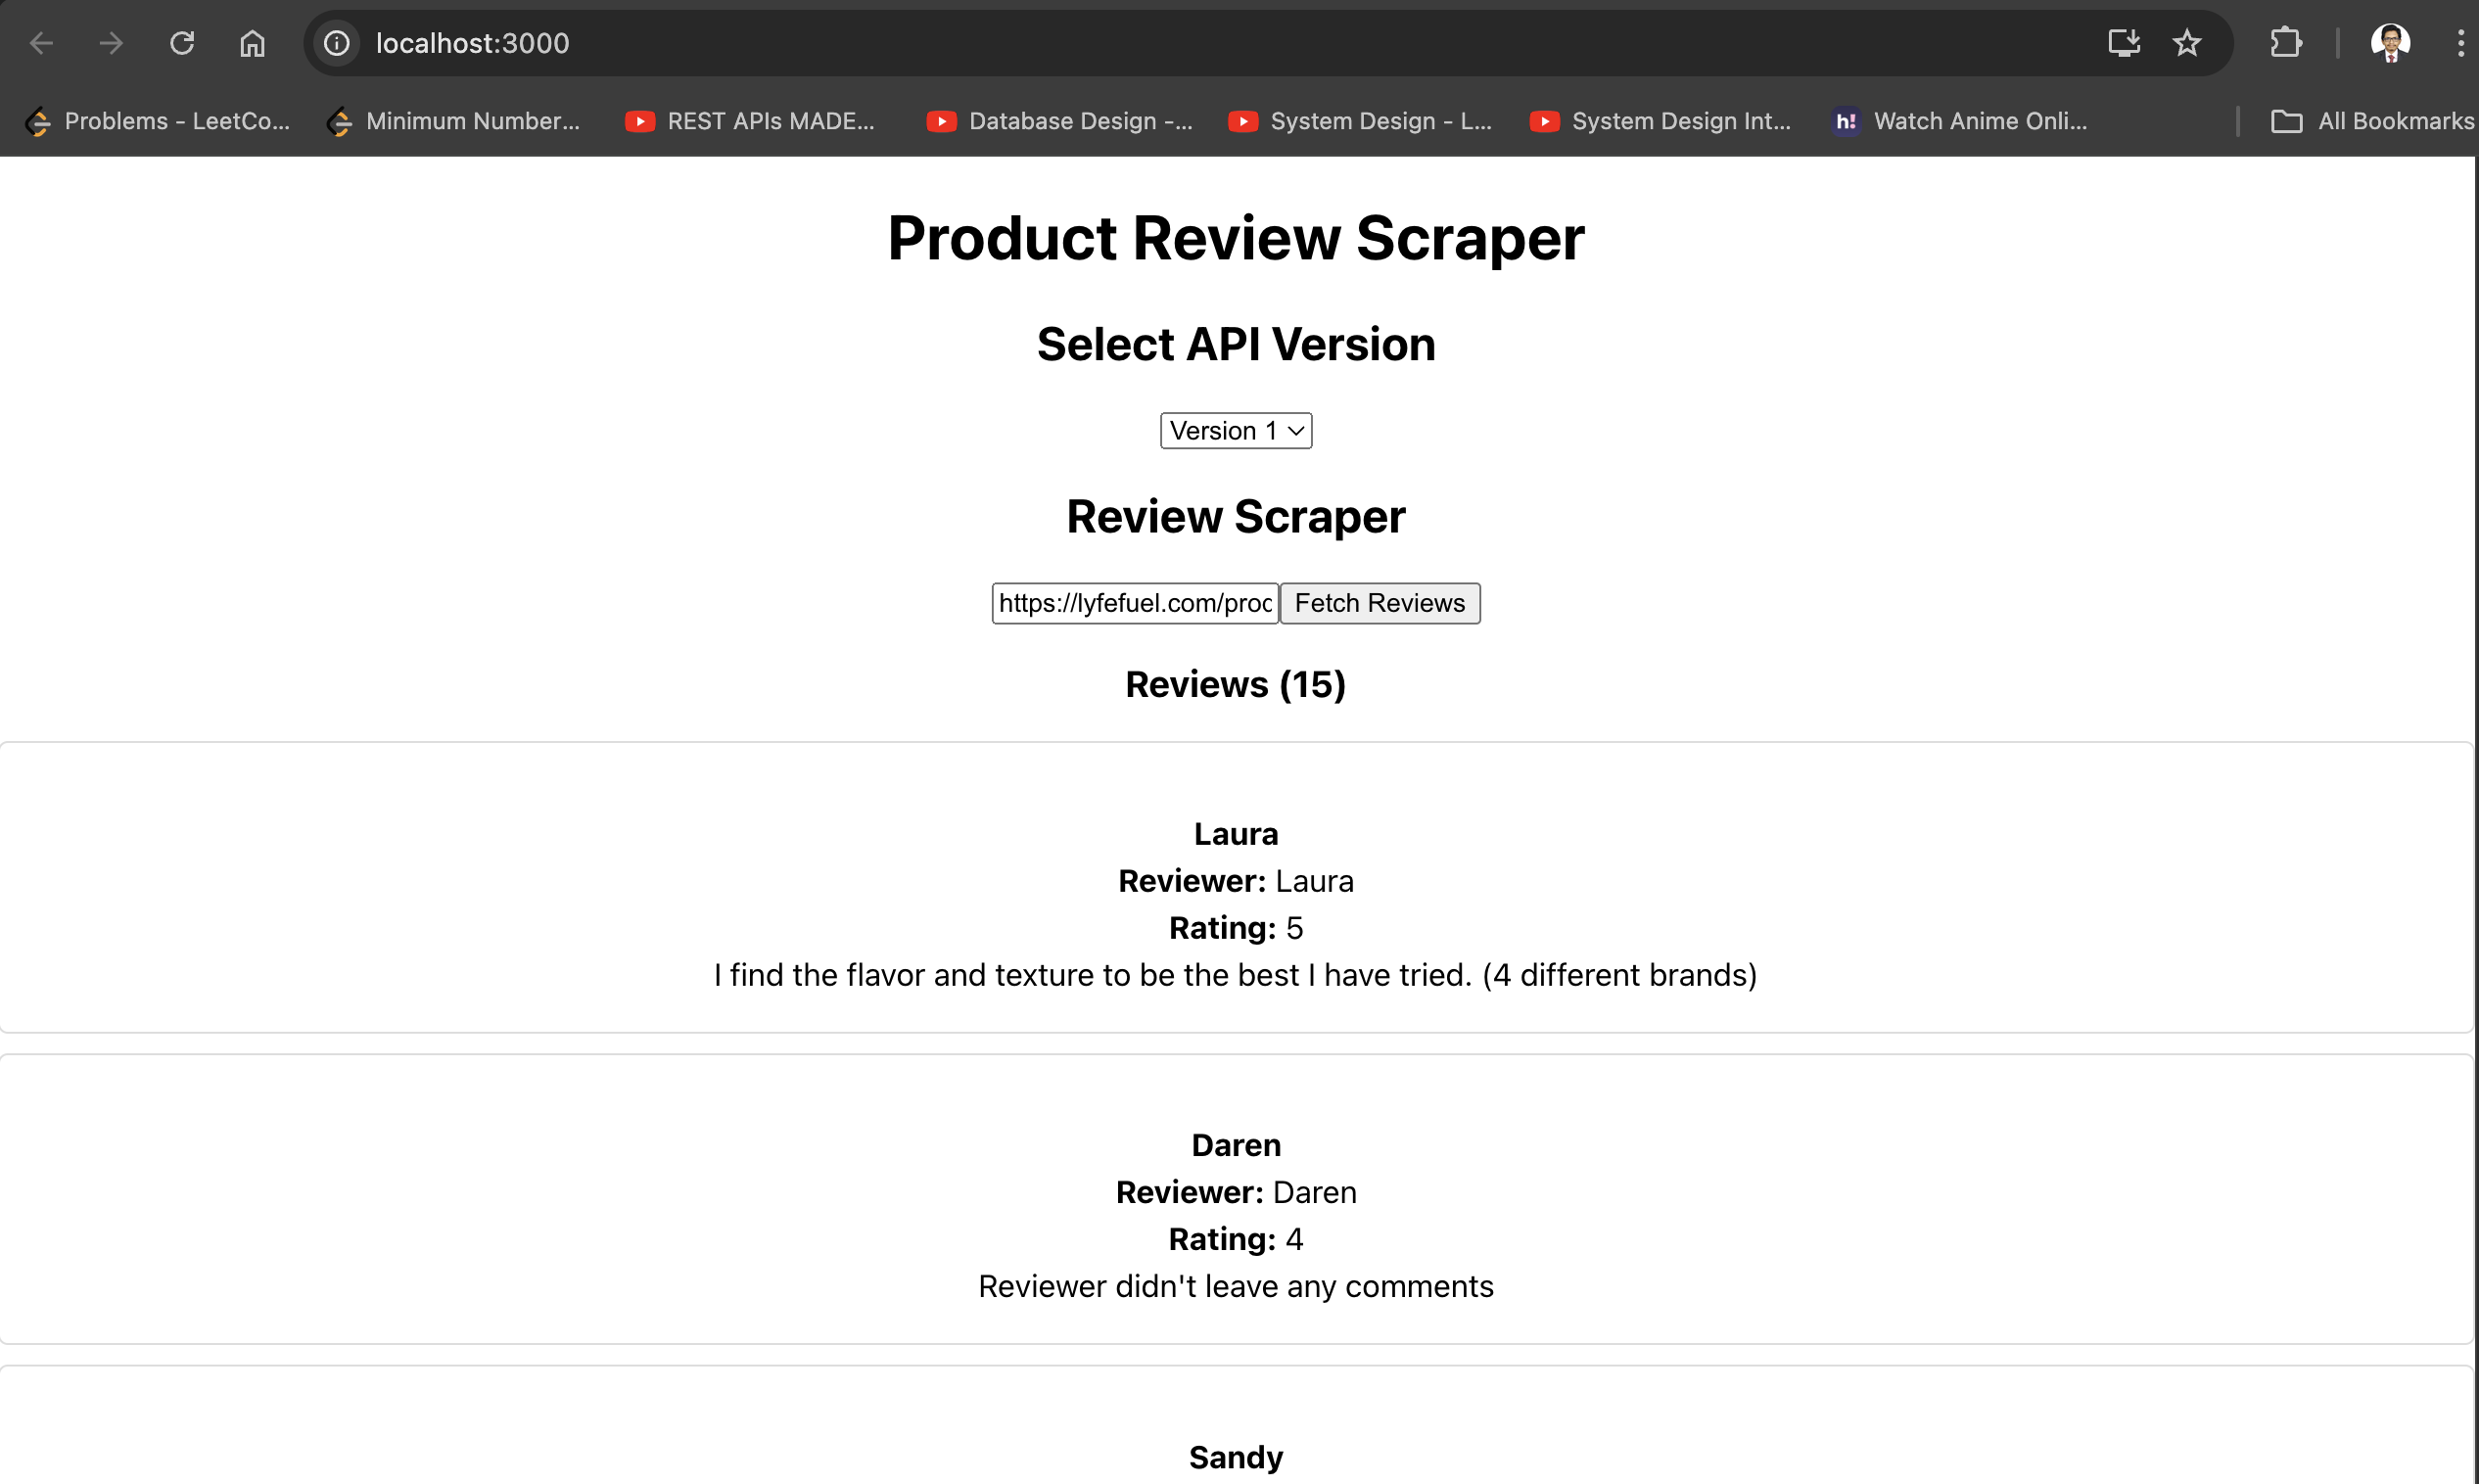 localhost:3000
Problems - LeetCo... Minimum Number... REST APIs MADE... Database Design -... System Design - L... System Design Int... h! Watch Anime Onli... All Bookmarks
Product Review Scraper
Select API Version
Version 1
Review Scraper
https://lyfefuel.com/proc Fetch Reviews
Reviews (15)
Laura
Reviewer: Laura
Rating: 5
I find the flavor and texture to be the best I have tried. (4 different brands)
Daren
Reviewer: Daren
Rating: 4
Reviewer didn't leave any comments
Sandy